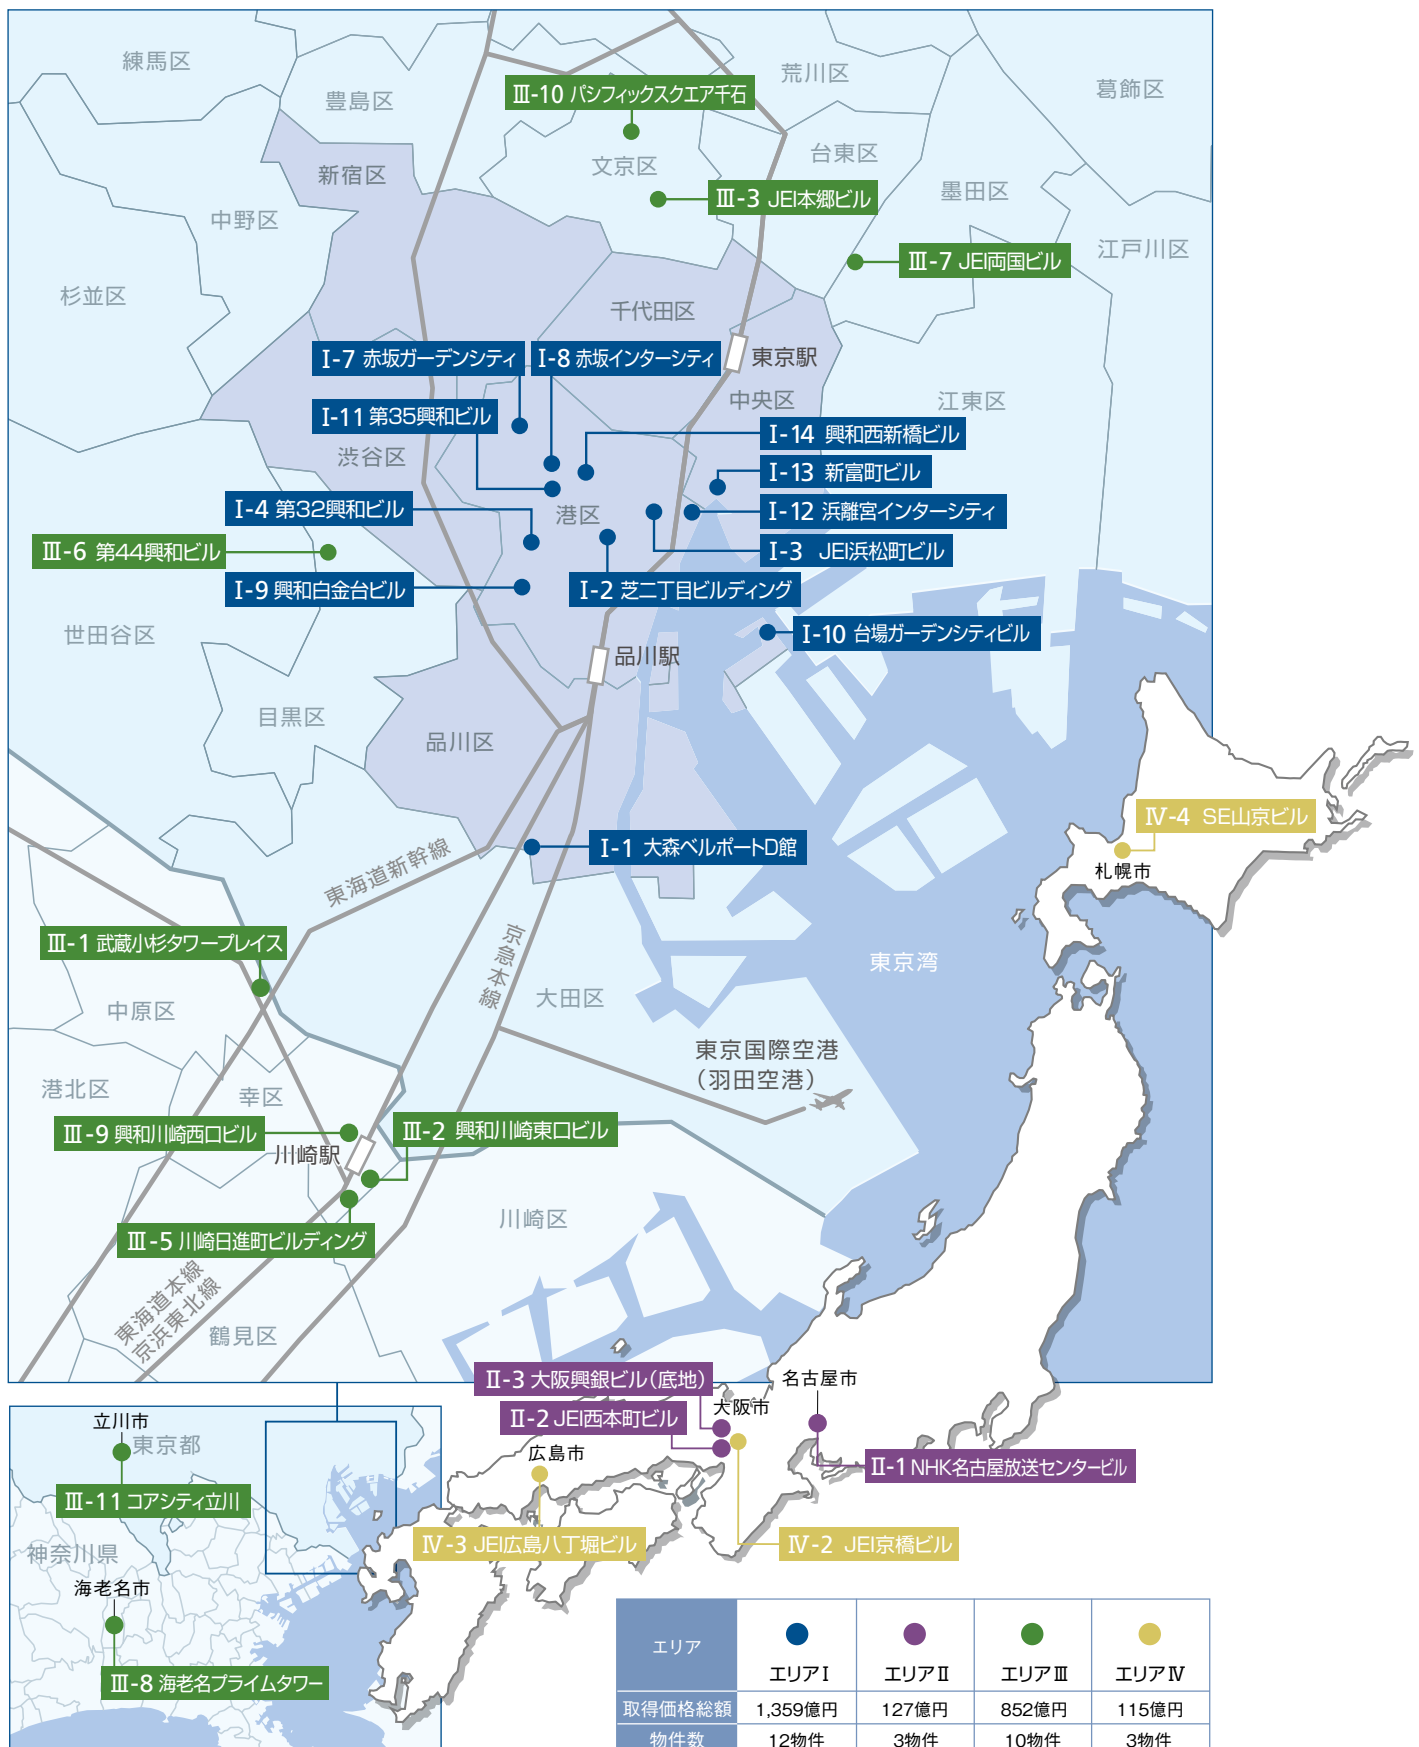 練馬区
豊島区
荒川区
葛飾区
Ⅲ-10 パシフィックスクエア千石
文京区
台東区
新宿区
墨田区
Ⅲ-3 JEI本郷ビル
中野区
江戸川区
Ⅲ-7 JEI両国ビル
杉並区
千代田区
Ⅰ-7 赤坂ガーデンシティ
Ⅰ-8 赤坂インターシティ
東京駅
中央区
江東区
Ⅰ-11 第35興和ビル
Ⅰ-14 興和西新橋ビル
渋谷区
Ⅰ-13 新富町ビル
Ⅰ-4 第32興和ビル
港区
Ⅰ-12 浜離宮インターシティ
Ⅲ-6 第44興和ビル
Ⅰ-3 JEI浜松町ビル
Ⅰ-9 興和白金台ビル
Ⅰ-2 芝二丁目ビルディング
世田谷区
Ⅰ-10 台場ガーデンシティビル
品川駅
目黒区
品川区
Ⅳ-4 SE山京ビル
札幌市
Ⅰ-1 大森ベルポートD館
東海道新幹線
Ⅲ-1 武蔵小杉タワープレイス
京急本線
東京湾
中原区
大田区
東京国際空港
（羽田空港）
港北区
幸区
Ⅲ-9 興和川崎西口ビル
Ⅲ-2 興和川崎東口ビル
川崎駅
川崎区
Ⅲ-5 川崎日進町ビルディング
東海道本線
京浜東北線
鶴見区
Ⅱ-3 大阪興銀ビル（底地）
名古屋市
大阪市
Ⅱ-2 JEI西本町ビル
立川市
東京都
広島市
Ⅱ-1 NHK名古屋放送センタービル
Ⅲ-11 コアシティ立川
神奈川県
Ⅳ-3 JEI広島八丁堀ビル
Ⅳ-2 JEI京橋ビル
海老名市
Ⅲ-8 海老名プライムタワー
エリア エリアⅠ エリアⅡ エリアⅢ エリアⅣ
取得価格総額 1,359億円 127億円 852億円 115億円
物件数 12物件 3物件 10物件 3物件